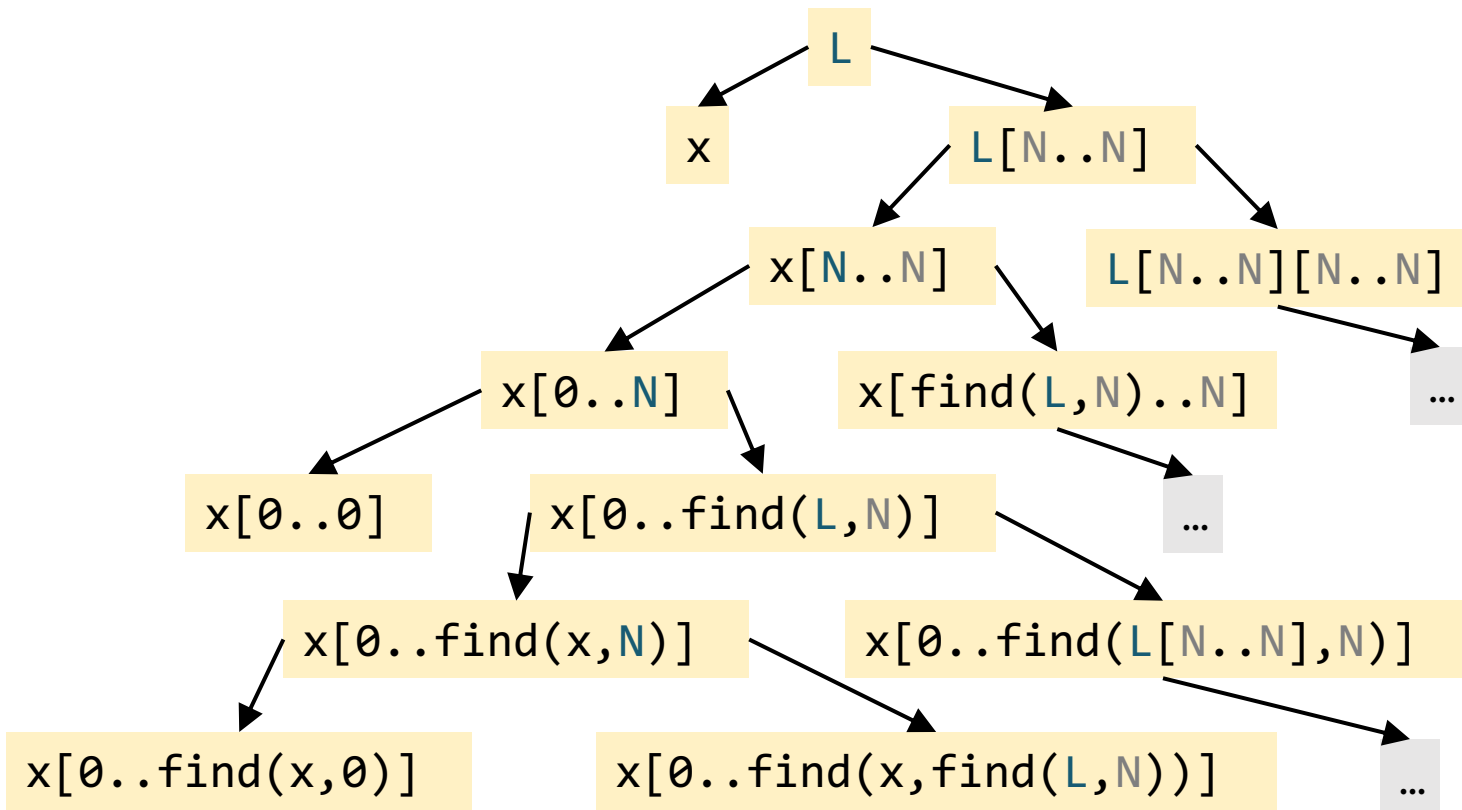 L
x
L[N..N]
x[N..N]
L[N..N][N..N]
x[0..N]
x[find(L,N)..N]
...
x[0..0]
x[0..find(L,N)]
...
x[0..find(x,N)]
x[0..find(L[N..N],N)]
x[0..find(x,0)]
x[0..find(x,find(L,N))]
...